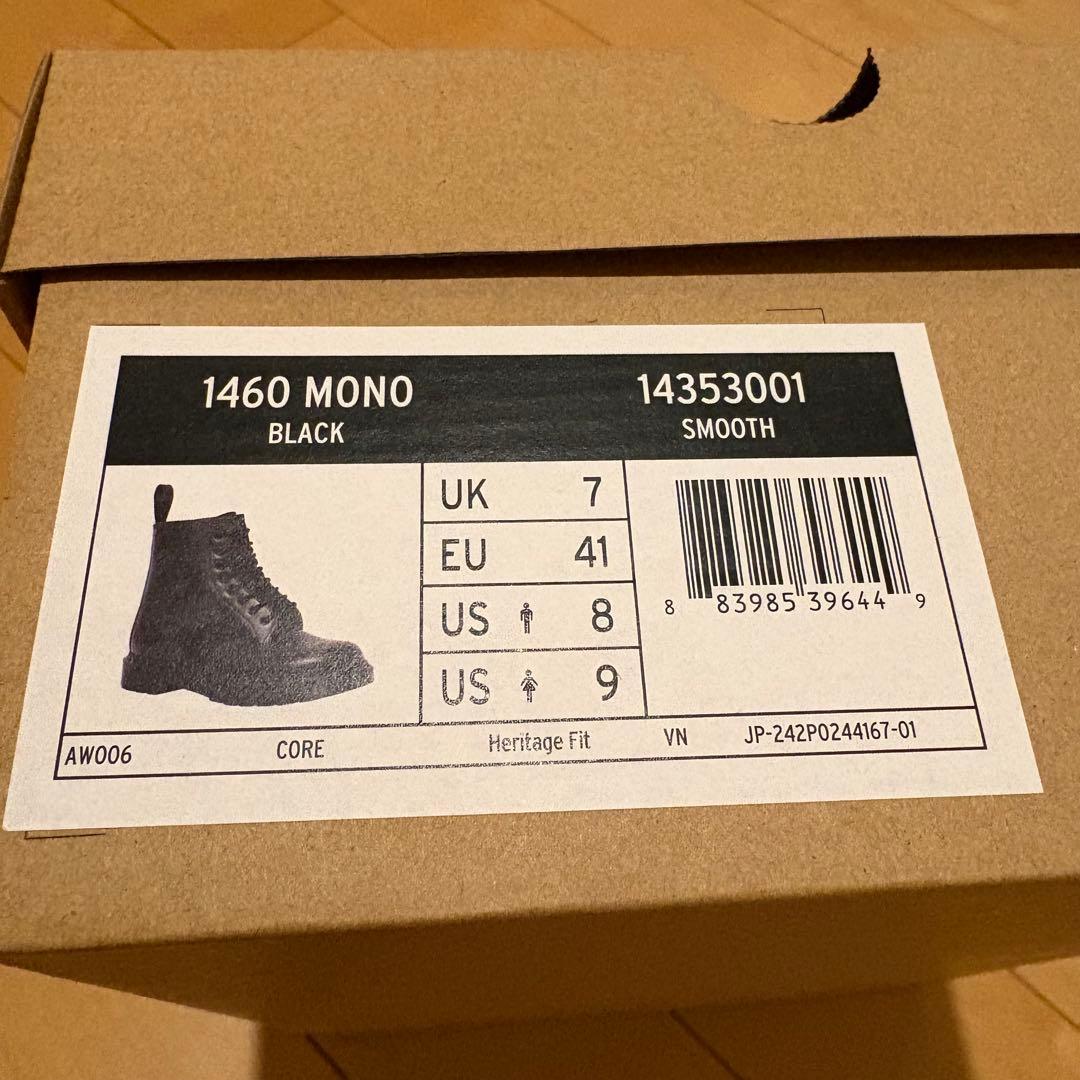 1460 MONO
BLACK
14353001
SMOOTH
UK 7
EU 41
US 8
US 9
8 83985 39644 9
AW006 CORE Heritage Fit VN JP-242P0244167-01